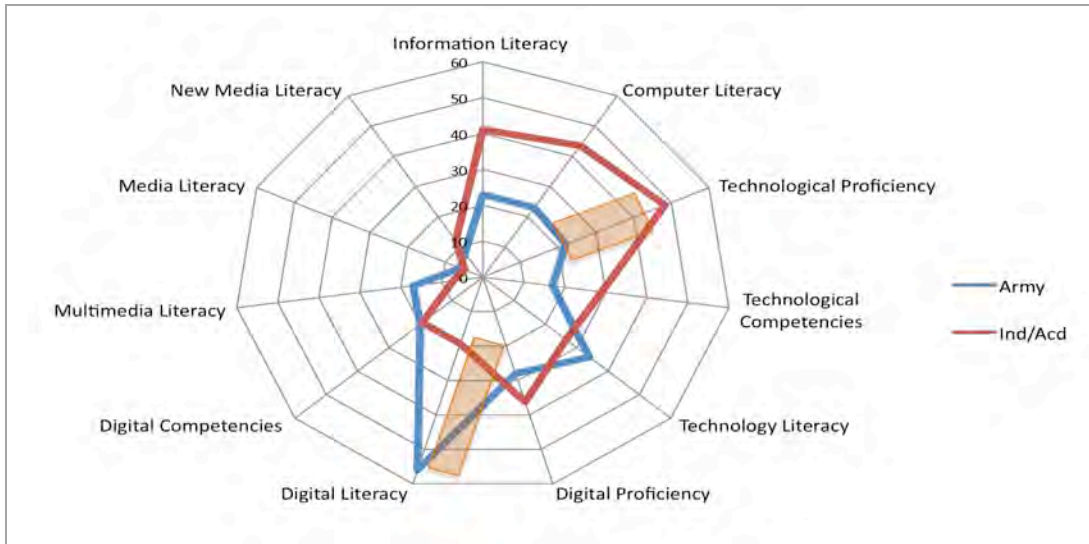 Information Literacy
60
New Media Literacy
Computer Literacy
50
40
Media Literacy
Technological Proficiency
30
20
10
0
Army
Multimedia Literacy
Technological
Competencies
Ind/Acd
Digital Competencies
Technology Literacy
Digital Literacy
Digital Proficiency